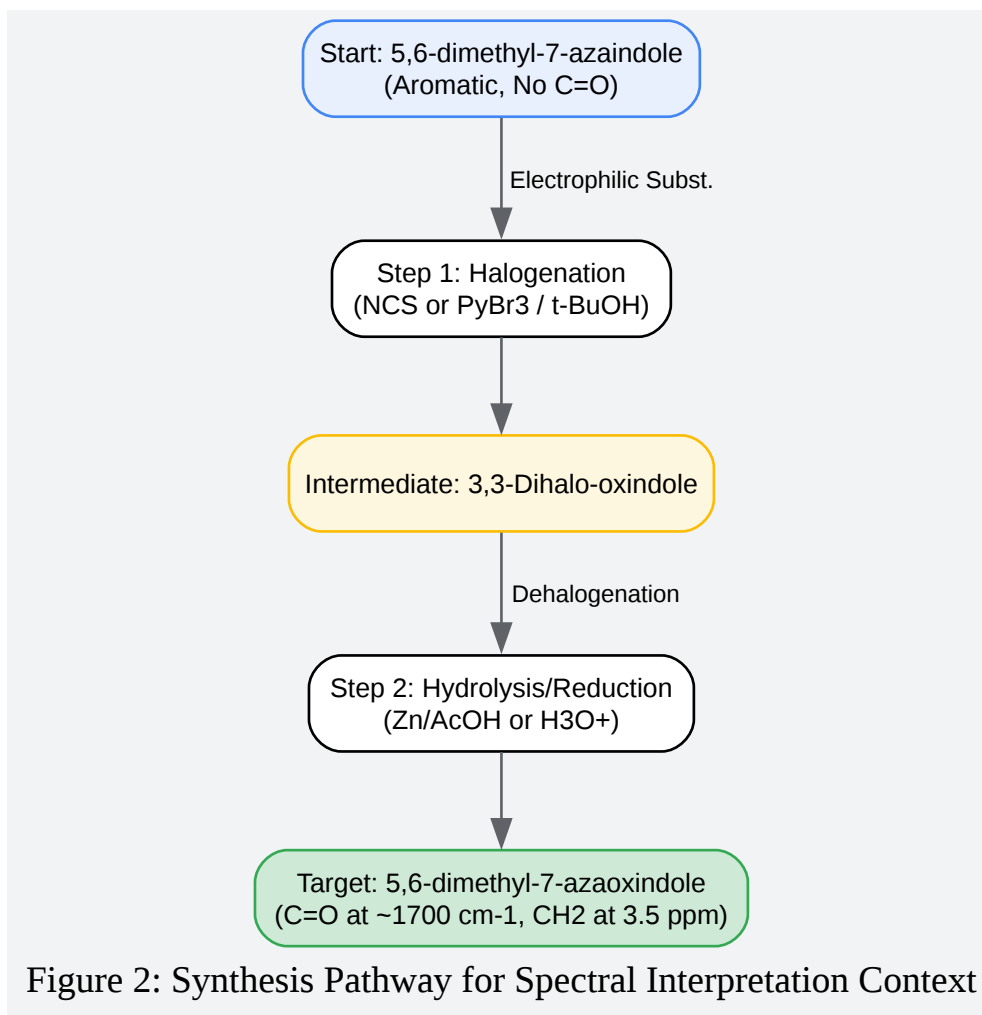 Start: 5,6-dimethyl-7-azaindole
(Aromatic, No C=O)
Electrophilic Subst.
Step 1: Halogenation
(NCS or PyBr3 / t-BuOH)
Intermediate: 3,3-Dihalo-oxindole
Dehalogenation
Step 2: Hydrolysis/Reduction
(Zn/AcOH or H3O+)
Target: 5,6-dimethyl-7-azaoxindole
(C=O at ~1700 cm-1, CH2 at 3.5 ppm)
Figure 2: Synthesis Pathway for Spectral Interpretation Context